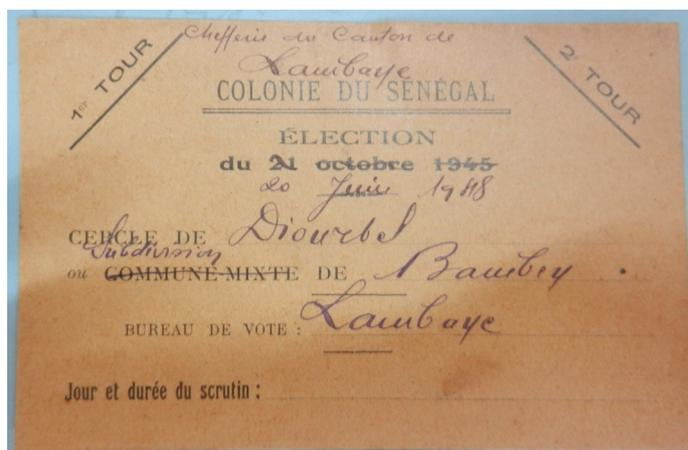 Chefferie du Canton de
Lambaye
1er TOUR
2e TOUR
COLONIE DU SÉNÉGAL
ÉLECTION
du 21 octobre 1945
20 Juin 1948
CERCLE DE Diourbel
Subdivision
ou COMMUNE-MIXTE DE Bambey
BUREAU DE VOTE : Lambaye
Jour et durée du scrutin :